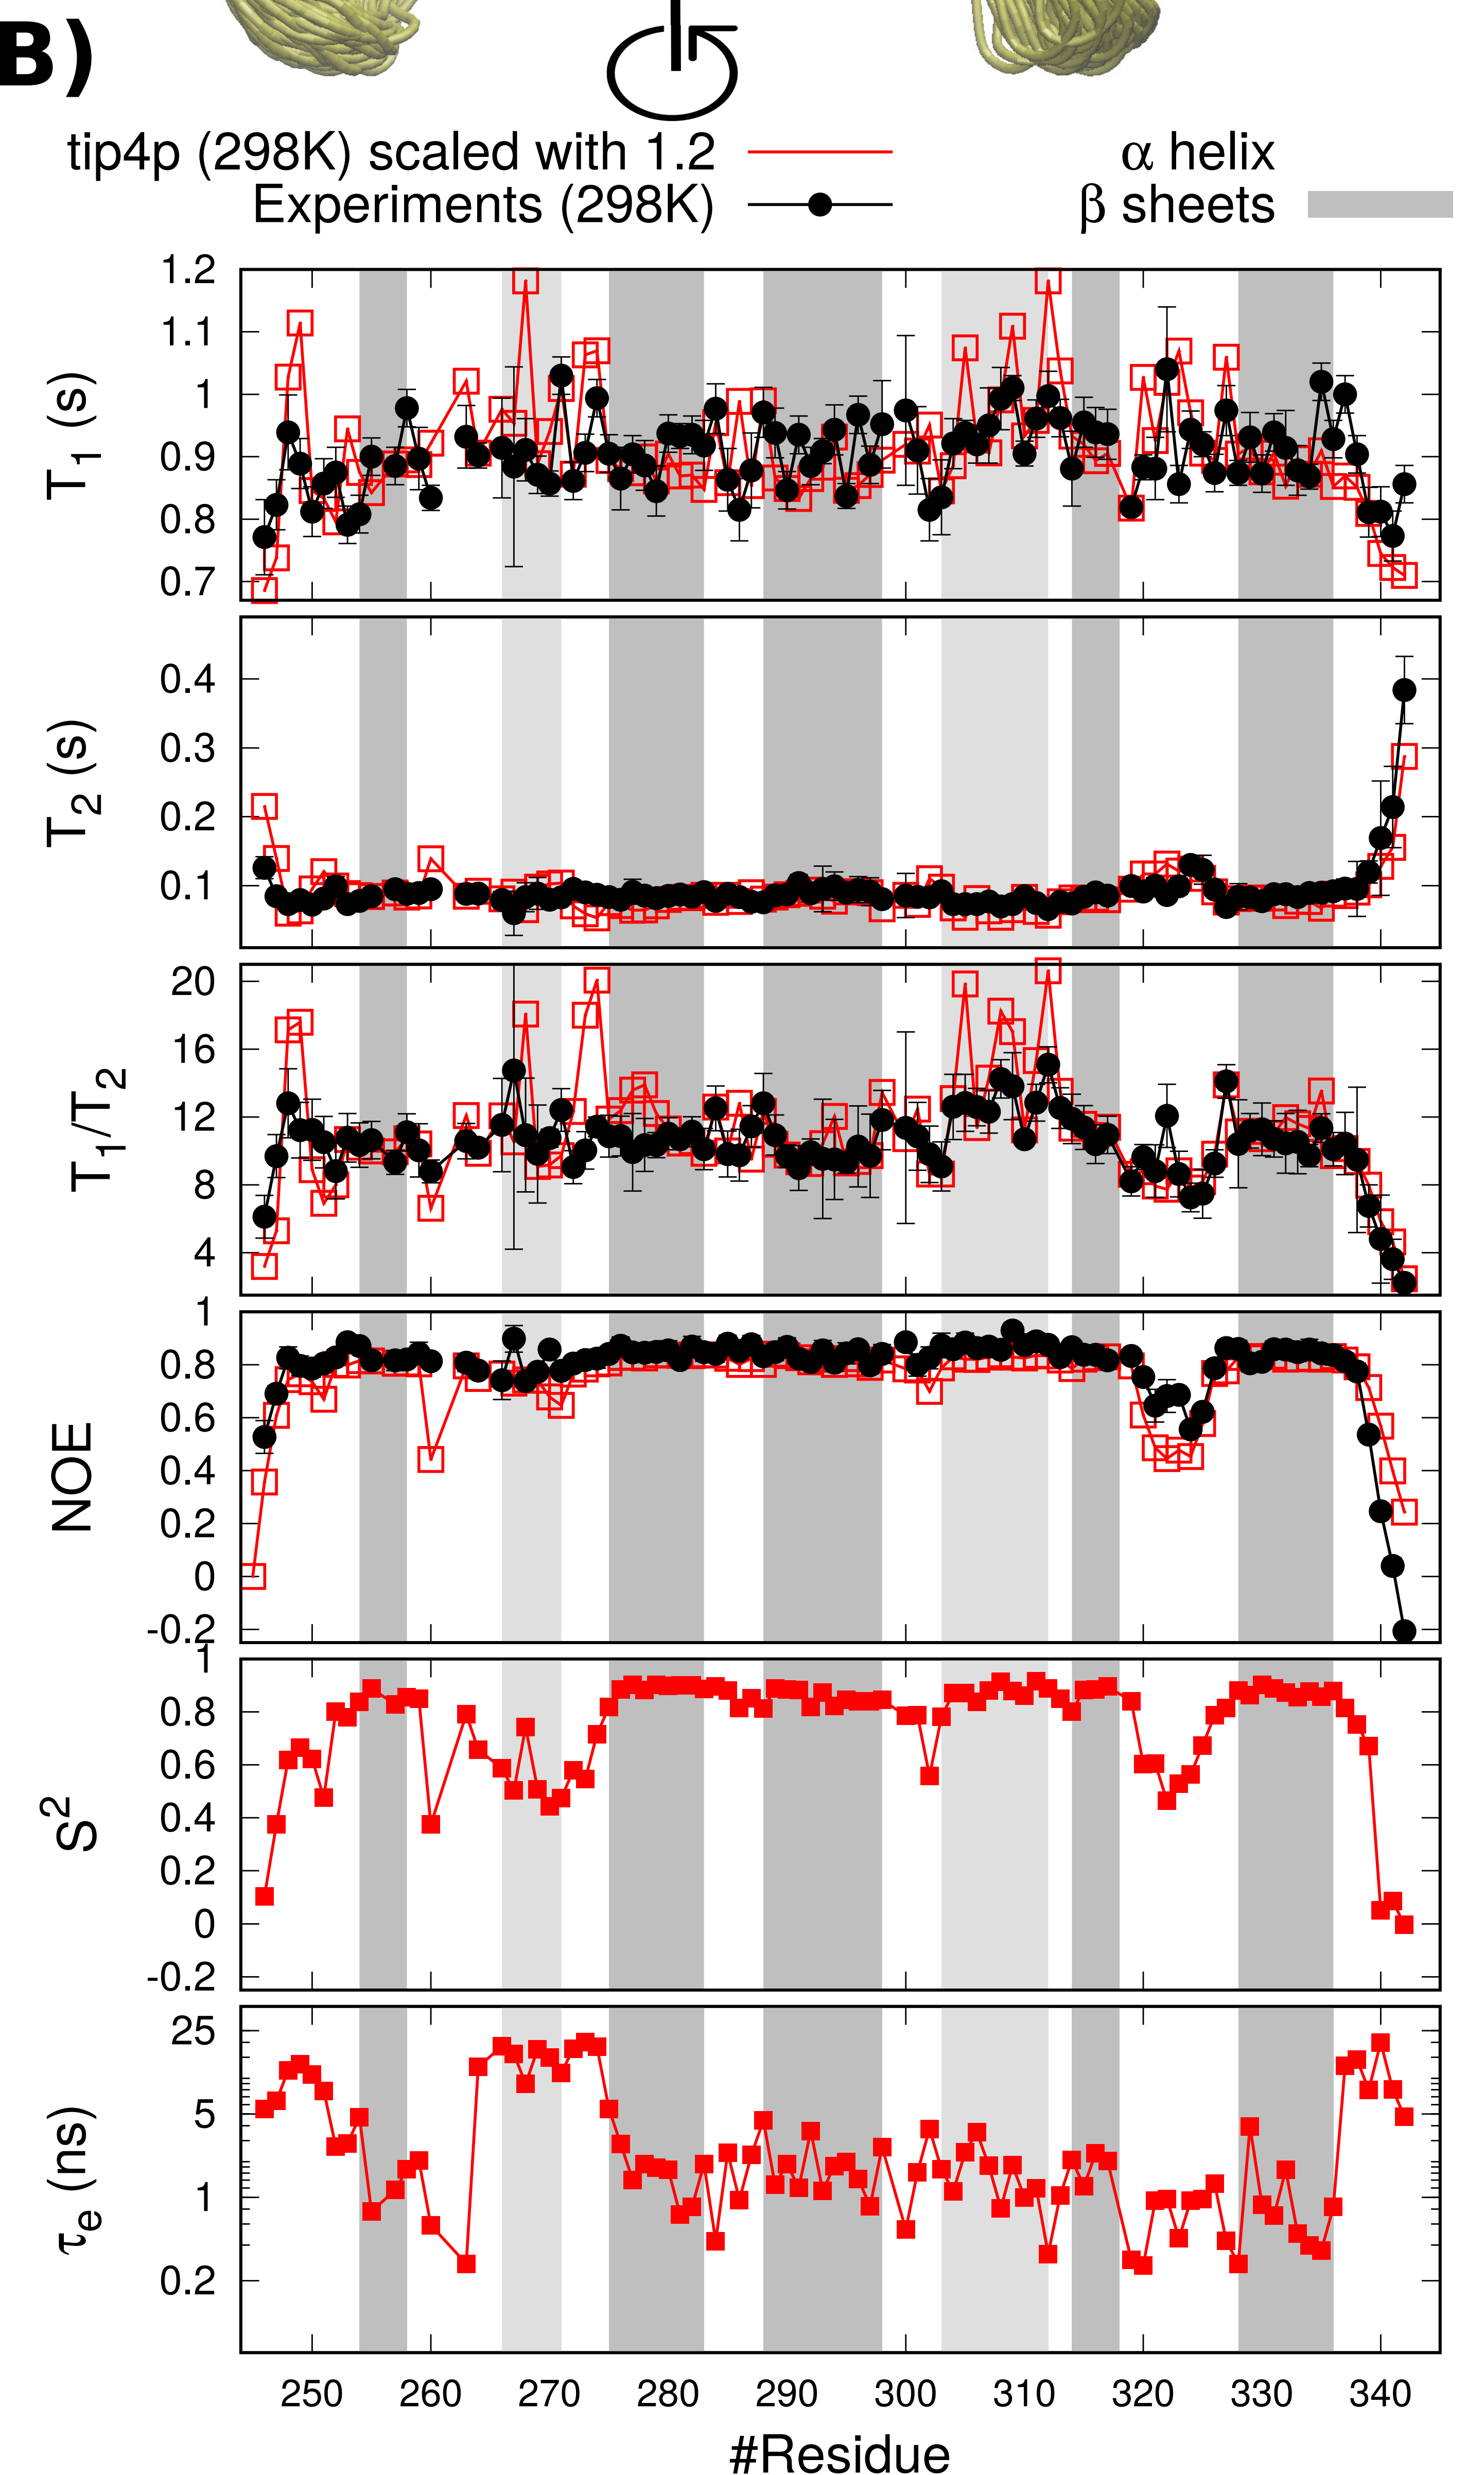 B)
tip4p (298K) scaled with 1.2
α helix
Experiments (298K)
β sheets
1.2
1.1
1
0.9
0.8
0.7
T1 (s)
0.4
0.3
0.2
0.1
T2 (s)
20
16
12
8
4
T1/T2
1
0.8
0.6
0.4
0.2
0
-0.2
NOE
1
0.8
0.6
0.4
0.2
0
-0.2
S2
25
5
1
0.2
τe (ns)
250 260 270 280 290 300 310 320 330 340
#Residue